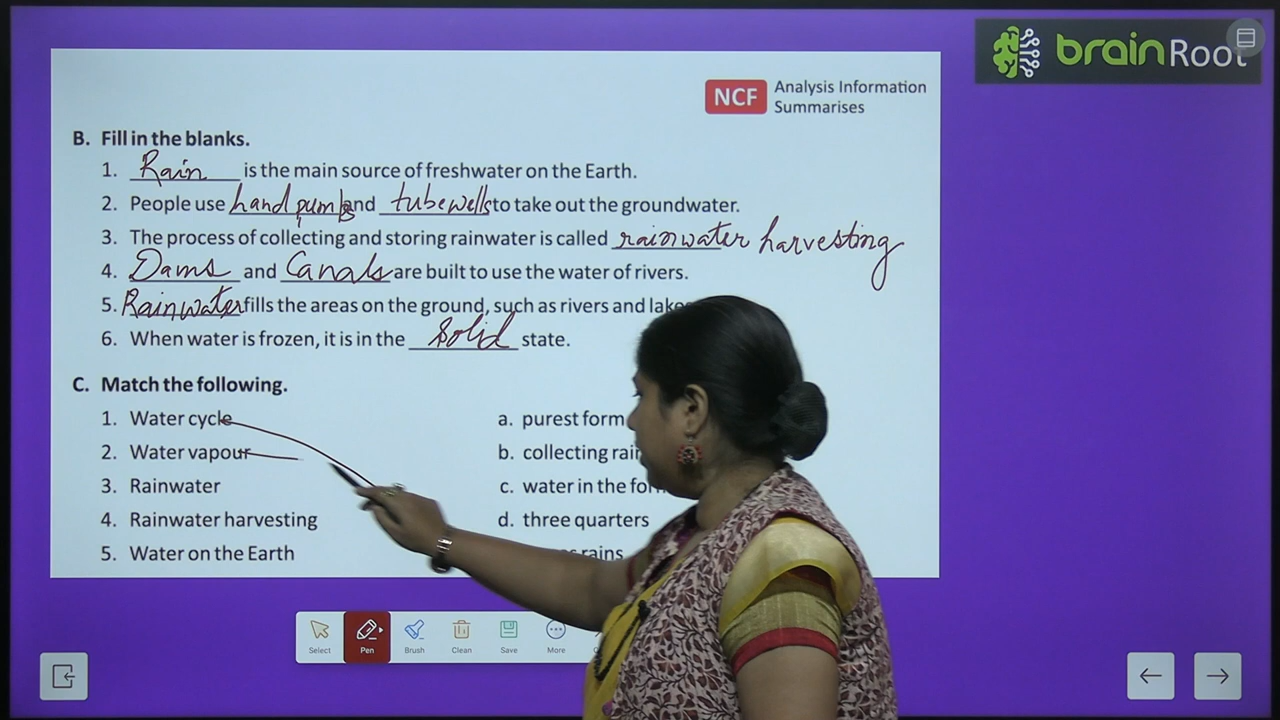 brainRoot
NCF Analysis Information
Summarises
B. Fill in the blanks.
1. Rain is the main source of freshwater on the Earth.
2. People use hand pumbs and tubewells to take out the groundwater.
3. The process of collecting and storing rainwater is called rainwater harvesting
4. Dams and Canals are built to use the water of rivers.
5. Rainwater fills the areas on the ground, such as rivers and
6. When water is frozen, it is in the Solid state.
C. Match the following.
1. Water cycle a. purest form
2. Water vapour b. collecting
3. Rainwater c. water in the
4. Rainwater harvesting d. three quarters
5. Water on the Earth rains
Select Pen Brush Clean Save More